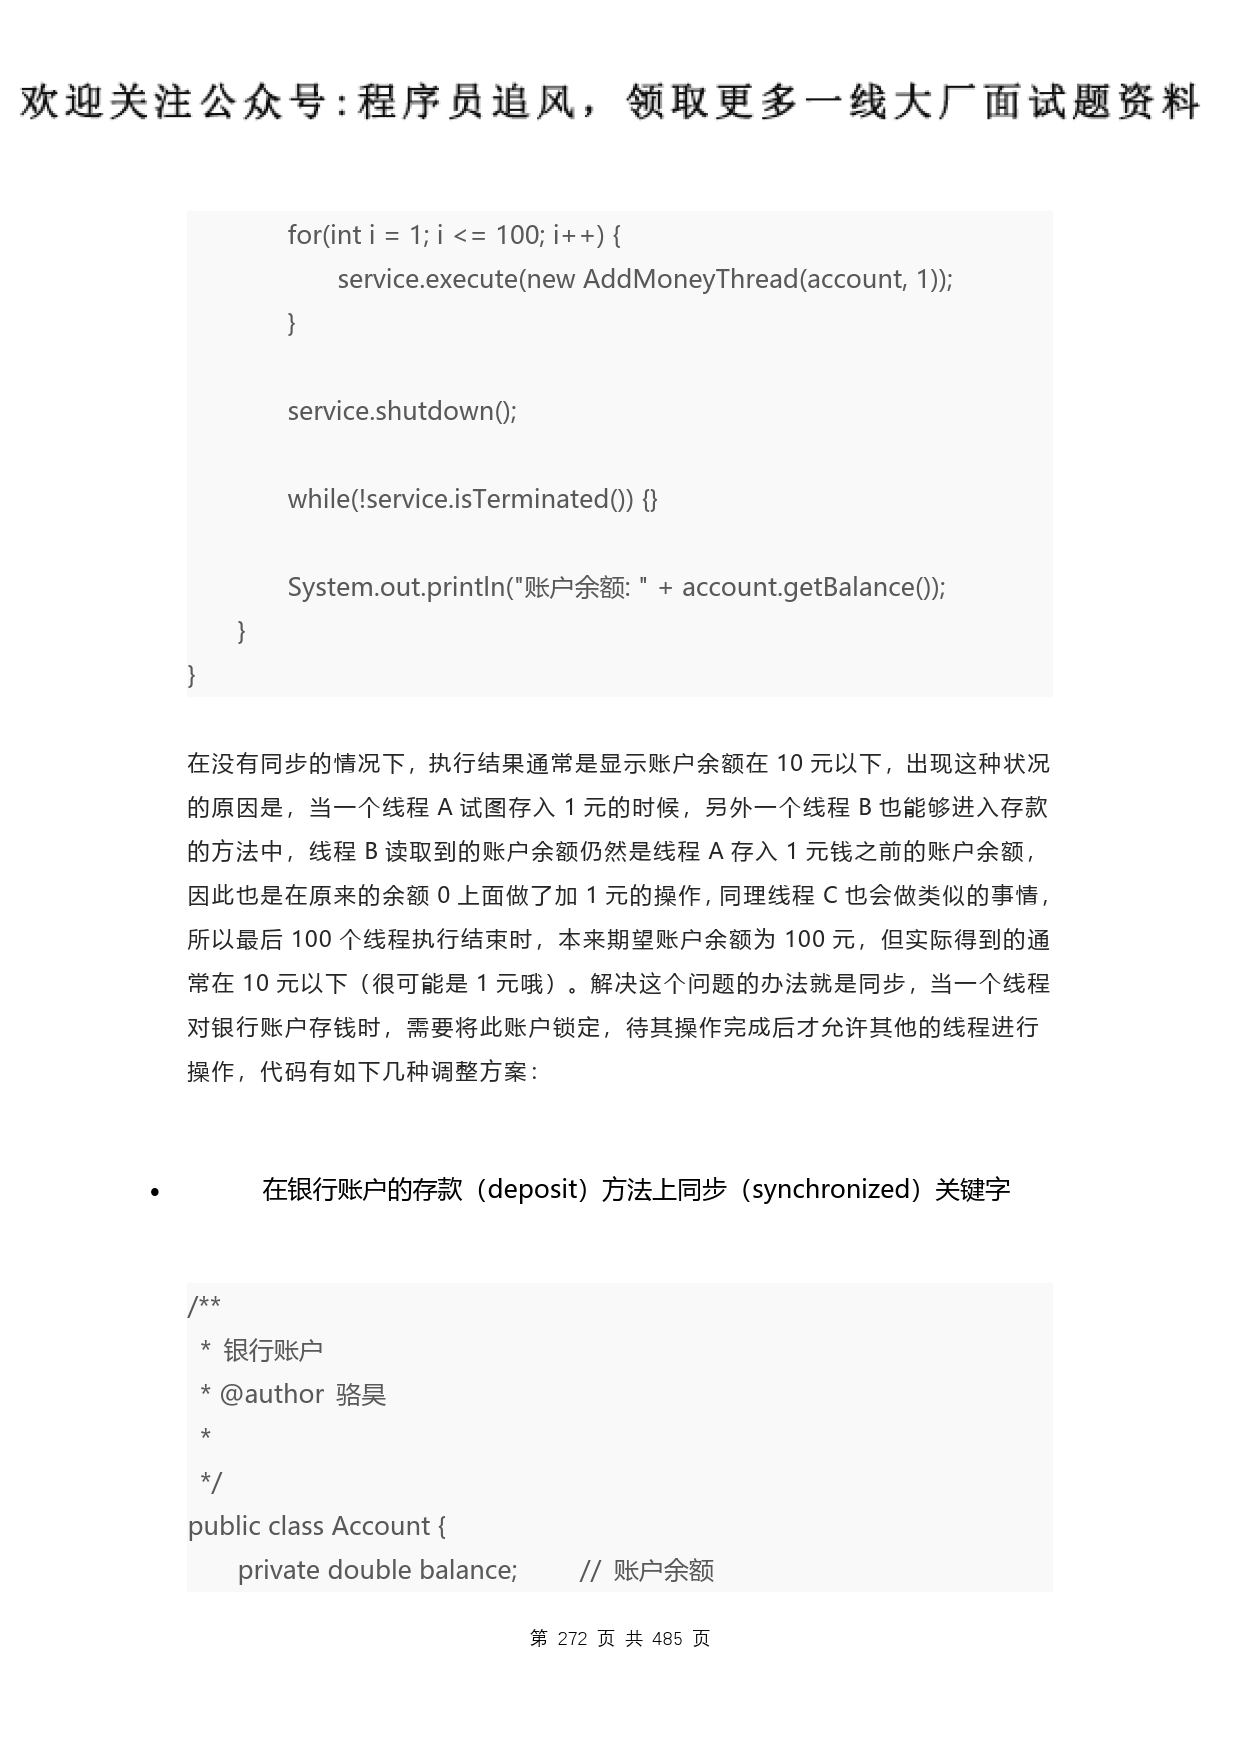 欢迎关注公众号:程序员追风，领取更多一线大厂面试题资料
for(int i = 1; i <= 100; i++) {
service.execute(new AddMoneyThread(account, 1));
}
service.shutdown();
while(!service.isTerminated()) {}
System.out.println("账户余额: " + account.getBalance());
}
}
在没有同步的情况下，执行结果通常是显示账户余额在 10 元以下，出现这种状况
的原因是，当一个线程 A 试图存入 1 元的时候，另外一个线程 B 也能够进入存款
的方法中，线程 B 读取到的账户余额仍然是线程 A 存入 1 元钱之前的账户余额，
因此也是在原来的余额 0 上面做了加 1 元的操作，同理线程 C 也会做类似的事情，
所以最后 100 个线程执行结束时，本来期望账户余额为 100 元，但实际得到的通
常在 10 元以下（很可能是 1 元哦）。解决这个问题的办法就是同步，当一个线程
对银行账户存钱时，需要将此账户锁定，待其操作完成后才允许其他的线程进行
操作，代码有如下几种调整方案：
• 在银行账户的存款（deposit）方法上同步（synchronized）关键字
/**
* 银行账户
* @author 骆昊
*
*/
public class Account {
private double balance; // 账户余额
第 272 页 共 485 页